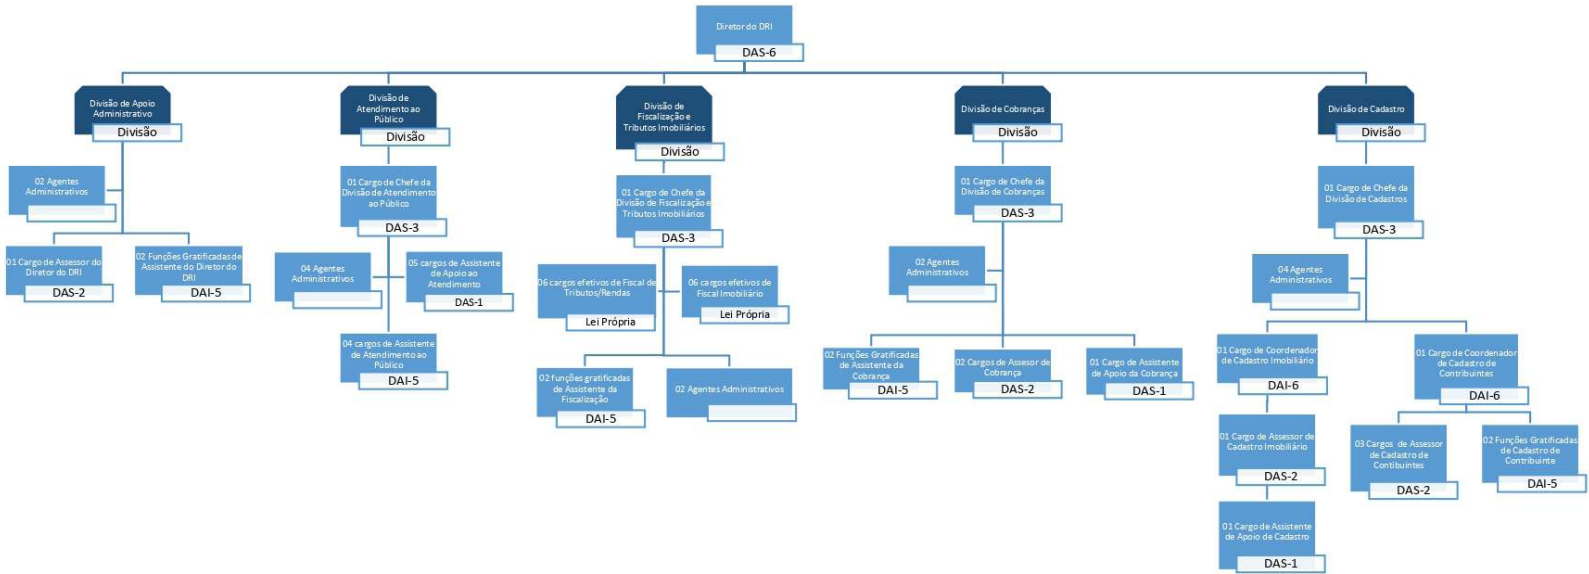 Diretor do DRI
DAS-6
Divisão de Apoio
Administrativo
Divisão
02 Agentes
Administrativos
01 Cargo de Assessor do
Diretor do DRI
DAS-2
02 Funções Gratificadas de
Assistente do Diretor do
DRI
DAI-5
Divisão de
Atendimento ao
Público
Divisão
01 Cargo de Chefe da
Divisão de Atendimento
ao Público
DAS-3
04 Agentes
Administrativos
05 cargos de Assistente
de Apoio ao
Atendimento
DAS-1
04 cargos de Assistente
de Atendimento ao
Público
DAI-5
Divisão de
Fiscalização e
Tributos Imobiliários
Divisão
01 Cargo de Chefe da
Divisão de Fiscalização e
Tributos Imobiliários
DAS-3
06 cargos efetivos de Fiscal de
Tributos/Rendas
Lei Própria
06 cargos efetivos de
Fiscal Imobiliário
Lei Própria
02 funções gratificadas
de Assistente da
Fiscalização
DAI-5
02 Agentes Administrativos
Divisão de Cobranças
Divisão
01 Cargo de Chefe da
Divisão de Cobranças
DAS-3
02 Agentes
Administrativos
02 Funções Gratificadas
de Assistente da
Cobrança
DAI-5
02 Cargos de Assesor de
Cobrança
DAS-2
01 Cargo de Assistente
de Apoio da Cobrança
DAS-1
Divisão de Cadastro
Divisão
01 Cargo de Chefe da
Divisão de Cadastros
DAS-3
04 Agentes
Administrativos
01 Cargo de Coordenador
de Cadastro Imobiliário
DAI-6
01 Cargo de Assessor de
Cadastro Imobiliário
DAS-2
01 Cargo de Assistente
de Apoio de Cadastro
DAS-1
01 Cargo de Coordenador
de Cadastro de
Contribuintes
DAI-6
03 Cargos de Assessor
de Cadastro de
Contibuintes
DAS-2
02 Funções Gratificadas
de Cadastro de
Contribuinte
DAI-5